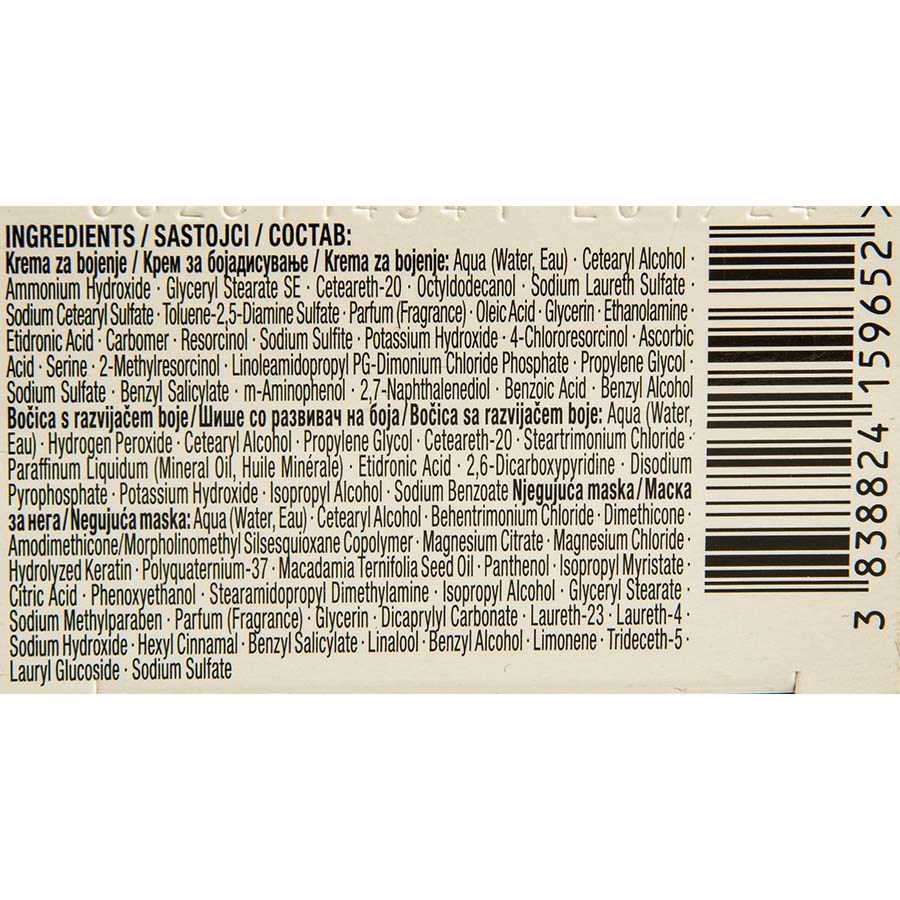 INGREDIENTS / SASTOJCI / СОСТАВ:
Krema za bojenje / Крем за бојадисување / Krema za bojenje: Aqua (Water, Eau) · Cetearyl Alcohol ·
Ammonium Hydroxide · Glyceryl Stearate SE · Ceteareth-20 · Octyldodecanol · Sodium Laureth Sulfate ·
Sodium Cetearyl Sulfate · Toluene-2,5-Diamine Sulfate · Parfum (Fragrance) · Oleic Acid · Glycerin · Ethanolamine ·
Etidronic Acid · Carbomer · Resorcinol · Sodium Sulfite · Potassium Hydroxide · 4-Chlororesorcinol · Ascorbic
Acid · Serine · 2-Methylresorcinol · Linoleamidopropyl PG-Dimonium Chloride Phosphate · Propylene Glycol ·
Sodium Sulfate · Benzyl Salicylate · m-Aminophenol · 2,7-Naphthalenediol · Benzoic Acid · Benzyl Alcohol
Bočica s razvijačem boje/Шише со развивач на боја/Bočica sa razvijačem boje: Aqua (Water,
Eau) · Hydrogen Peroxide · Cetearyl Alcohol · Propylene Glycol · Ceteareth-20 · Steartrimonium Chloride ·
Paraffinum Liquidum (Mineral Oil, Huile Minérale) · Etidronic Acid · 2,6-Dicarboxypyridine · Disodium
Pyrophosphate · Potassium Hydroxide · Isopropyl Alcohol · Sodium Benzoate Njegujuća maska/Маска
за нега/Negujuća maska: Aqua (Water, Eau) · Cetearyl Alcohol · Behentrimonium Chloride · Dimethicone ·
Amodimethicone/Morpholinomethyl Silsesquioxane Copolymer · Magnesium Citrate · Magnesium Chloride ·
Hydrolyzed Keratin · Polyquaternium-37 · Macadamia Ternifolia Seed Oil · Panthenol · Isopropyl Myristate ·
Citric Acid · Phenoxyethanol · Stearamidopropyl Dimethylamine · Isopropyl Alcohol · Glyceryl Stearate ·
Sodium Methylparaben · Parfum (Fragrance) · Glycerin · Dicaprylyl Carbonate · Laureth-23 · Laureth-4 ·
Sodium Hydroxide · Hexyl Cinnamal · Benzyl Salicylate · Linalool · Benzyl Alcohol · Limonene · Trideceth-5 ·
Lauryl Glucoside · Sodium Sulfate
3 838824 159652